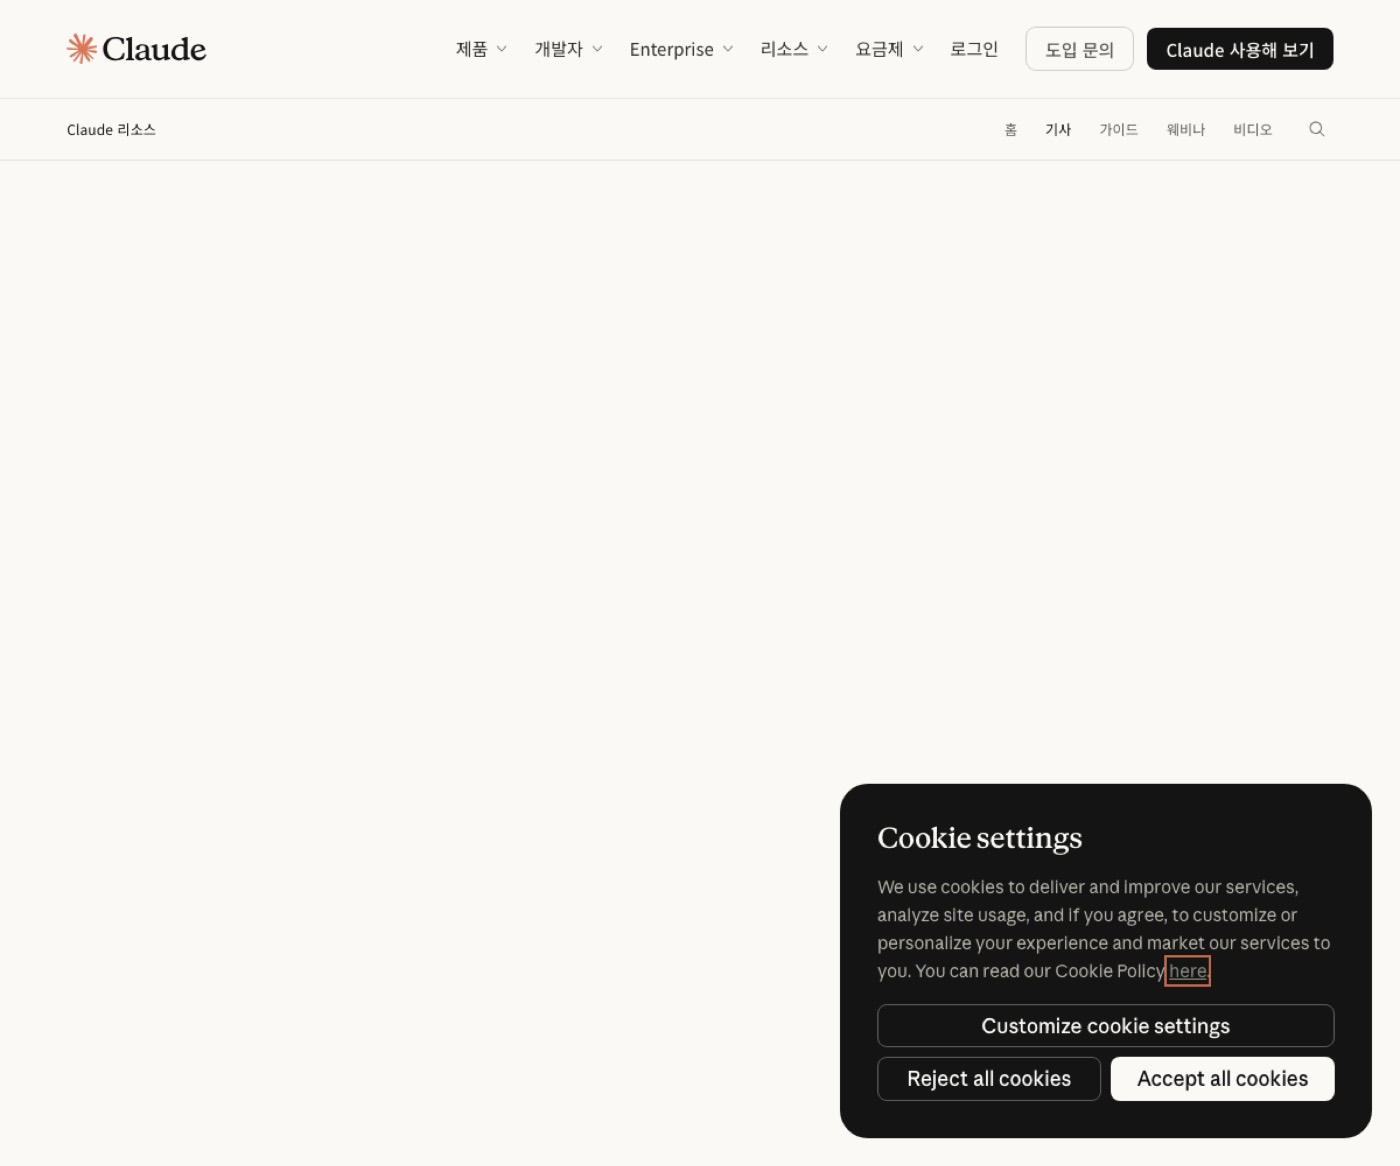 Claude
제품
개발자
Enterprise
리소스
요금제
로그인
도입 문의
Claude 사용해 보기
Claude 리소스
홈
기사
가이드
웨비나
비디오
Cookie settings
We use cookies to deliver and improve our services,
analyze site usage, and if you agree, to customize or
personalize your experience and market our services to
you. You can read our Cookie Policy here.
Customize cookie settings
Reject all cookies
Accept all cookies